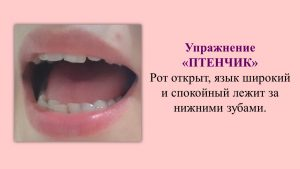 Упражнение
«ПТЕНЧИК»
Рот открыт, язык широкий
и спокойный лежит за
нижними зубами.